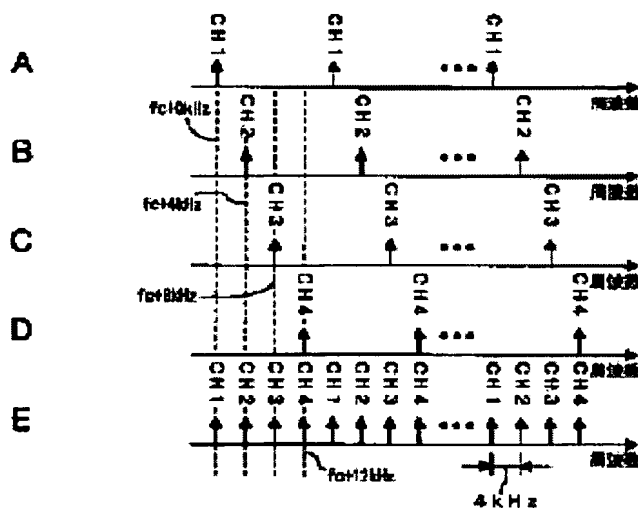 A
CH1 CH1 CH1
周波数
fc+0kHz
B
CH2 CH2 CH2
周波数
fc+4kHz
C
CH3 CH3 CH3
周波数
fc+8kHz
D
CH4 CH4 CH4
周波数
E
CH1 CH2 CH3 CH4 CH1 CH2 CH3 CH4 CH1 CH2 CH3 CH4
周波数
fc+12kHz
4kHz